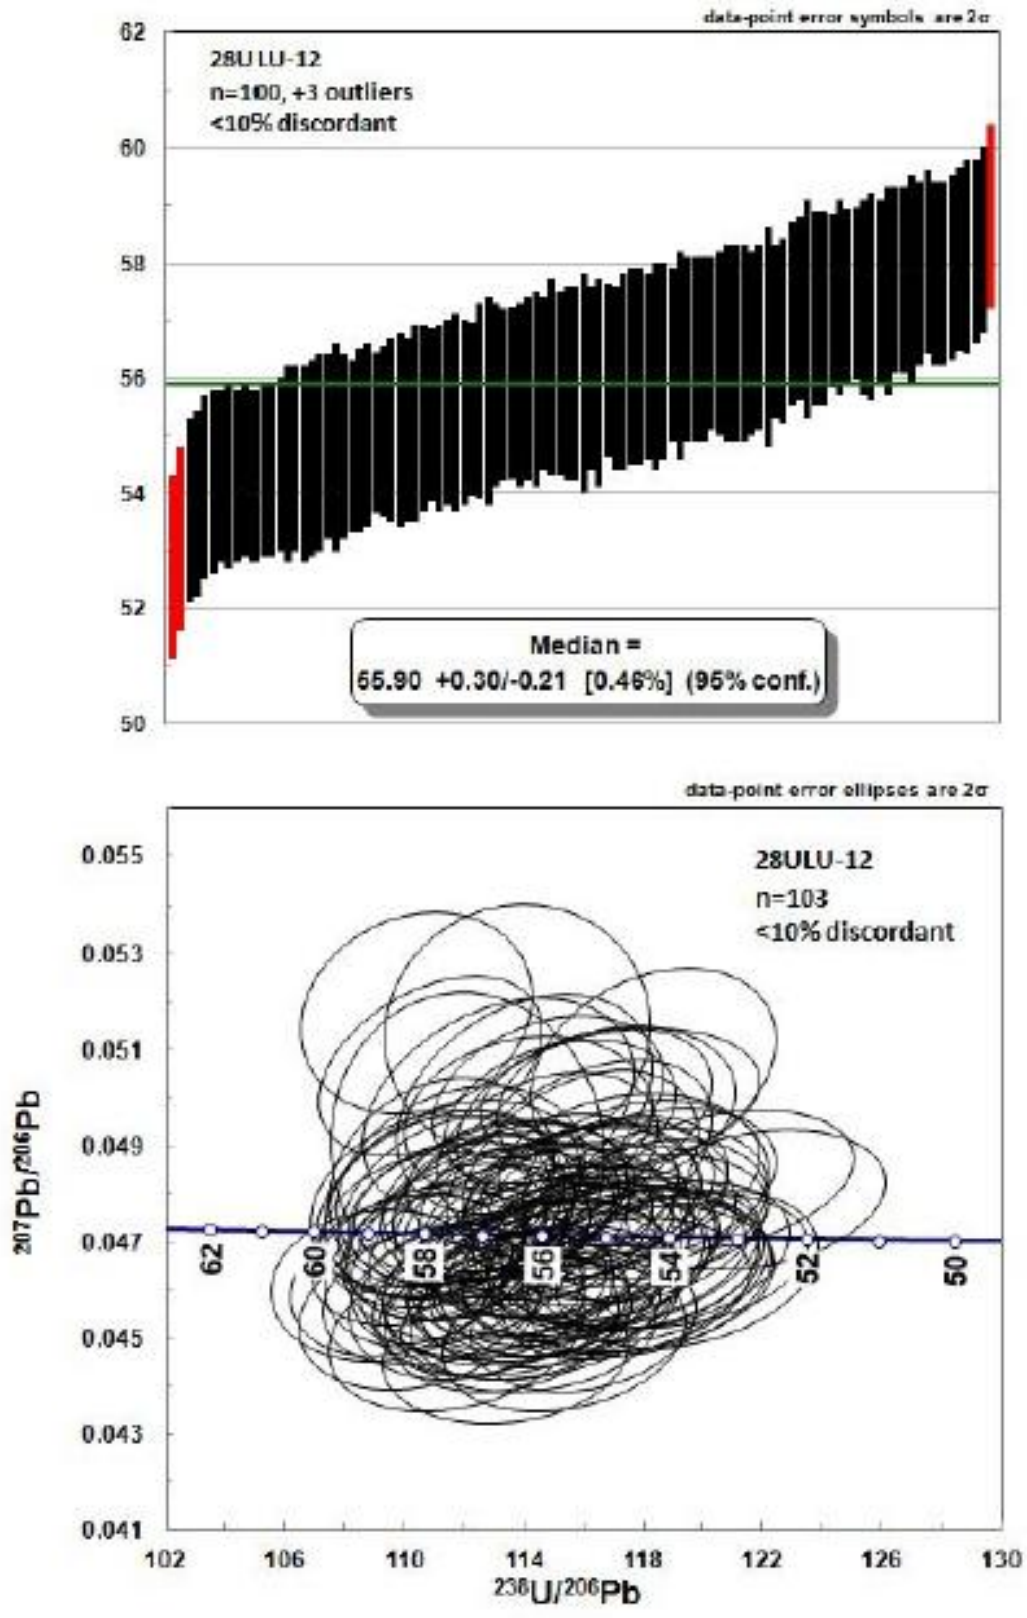 data-point error symbols are 2σ
62
28ULU-12
n=100, +3 outliers
<10% discordant
60
58
56
54
52
Median =
55.90 +0.30/-0.21 [0.46%] (95% conf.)
50
data-point error ellipses are 2σ
0.055
28ULU-12
n=103
<10% discordant
0.053
0.051
0.049
207Pb/206Pb
0.047
62 60 58 56 54 52 50
0.045
0.043
0.041
102 106 110 114 118 122 126 130
238U/206Pb